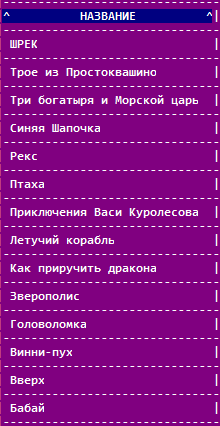 ^ НАЗВАНИЕ ^
ШРЕК
Трое из Простоквашино
Три богатыря и Морской царь
Синяя Шапочка
Рекс
Птаха
Приключения Васи Куролесова
Летучий корабль
Как приручить дракона
Зверополис
Головоломка
Винни-пух
Вверх
Бабай